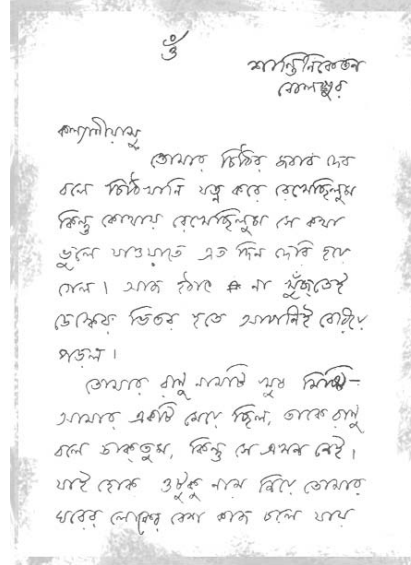 ওঁ
শান্তিনিকেতন
বোলপুর
কল্যাণীয়াসু
তোমার চিঠির জবাব দেব
বলে চিঠিখানি যত্ন করে রেখেছিলুম
কিন্তু কোথায় রেখেছিলুম সে কথা
ভুলে যাওয়াতে এত দিন দেরি হয়ে
গেল। আজ হঠাৎ না খুঁজতেই
ডেস্কের ভিতর হতে আপনিই বেরিয়ে
পড়ল।
তোমার রাণু নামটি খুব মিষ্টি-
আমার একটি মেয়ে ছিল, তাকে রাণু
বলে ডাকতুম, কিন্তু সে এখন নেই।
যাই হোক ওটুকু নাম নিয়ে তোমার
ঘরের লোকের বেশ কাজ চলে যায়